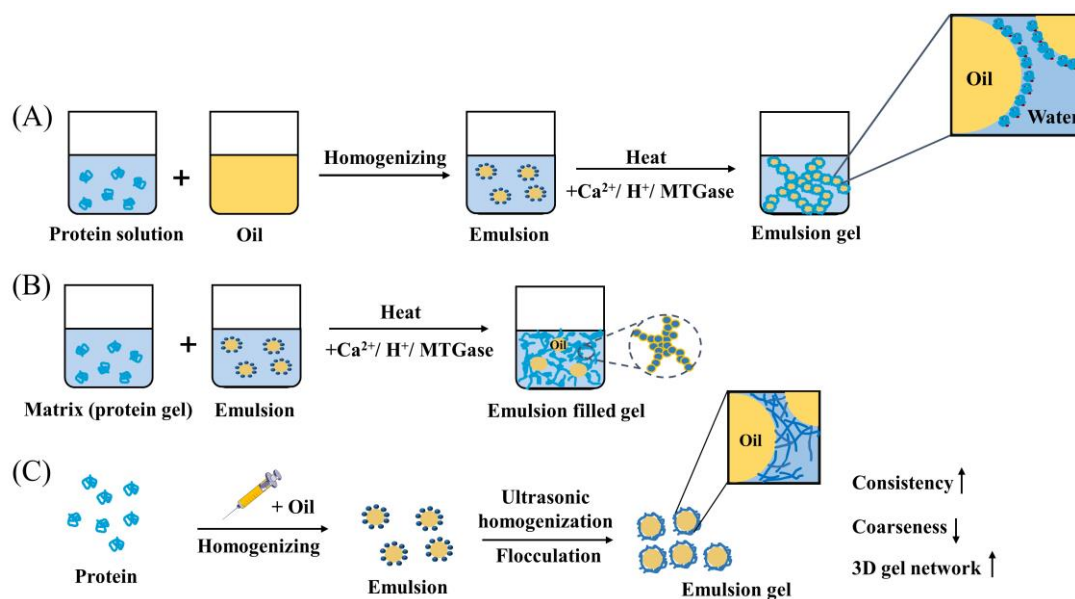 (A)
Protein solution
+
Oil
Homogenizing
Emulsion
Heat
+Ca²⁺/ H⁺/ MTGase
Emulsion gel
Oil
Water
(B)
Matrix (protein gel)
+
Emulsion
Heat
+Ca²⁺/ H⁺/ MTGase
Oil
Emulsion filled gel
(C)
Protein
+ Oil
Homogenizing
Emulsion
Ultrasonic
homogenization
Flocculation
Emulsion gel
Oil
Consistency ↑
Coarseness ↓
3D gel network ↑